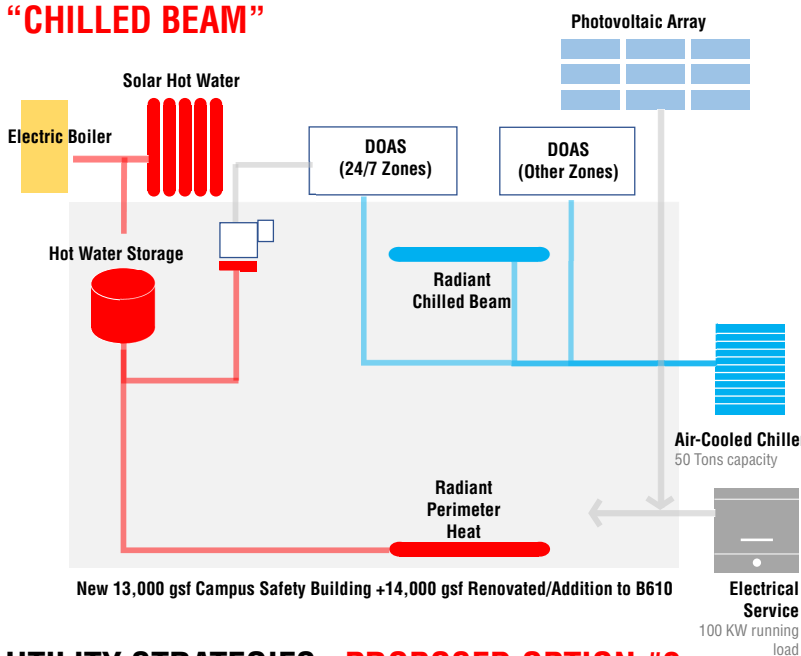 “CHILLED BEAM”
Photovoltaic Array
Solar Hot Water
Electric Boiler
DOAS
(24/7 Zones)
DOAS
(Other Zones)
Hot Water Storage
Radiant
Chilled Beam
Air-Cooled Chiller
50 Tons capacity
Radiant
Perimeter
Heat
New 13,000 gsf Campus Safety Building +14,000 gsf Renovated/Addition to B610
Electrical
Service
100 KW running
load